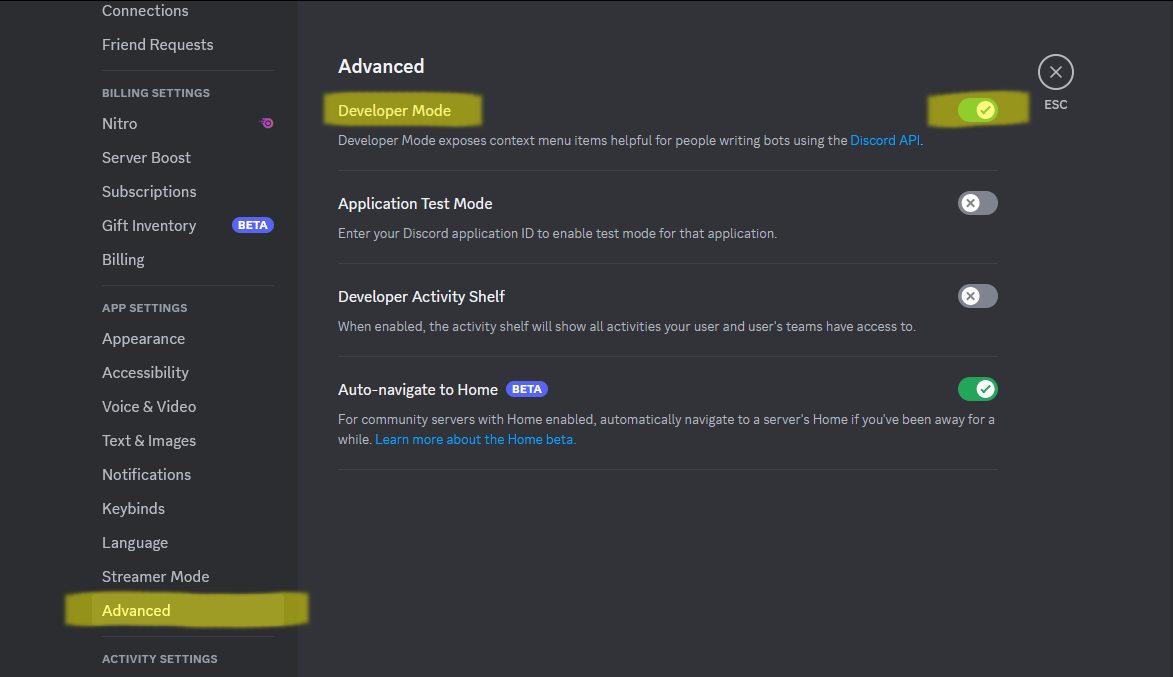 Connections
Friend Requests
BILLING SETTINGS
Nitro
Server Boost
Subscriptions
Gift Inventory BETA
Billing
APP SETTINGS
Appearance
Accessibility
Voice & Video
Text & Images
Notifications
Keybinds
Language
Streamer Mode
Advanced
ACTIVITY SETTINGS
Advanced
ESC
Developer Mode
Developer Mode exposes context menu items helpful for people writing bots using the Discord API.
Application Test Mode
Enter your Discord application ID to enable test mode for that application.
Developer Activity Shelf
When enabled, the activity shelf will show all activities your user and user's teams have access to.
Auto-navigate to Home BETA
For community servers with Home enabled, automatically navigate to a server's Home if you've been away for a
while. Learn more about the Home beta.